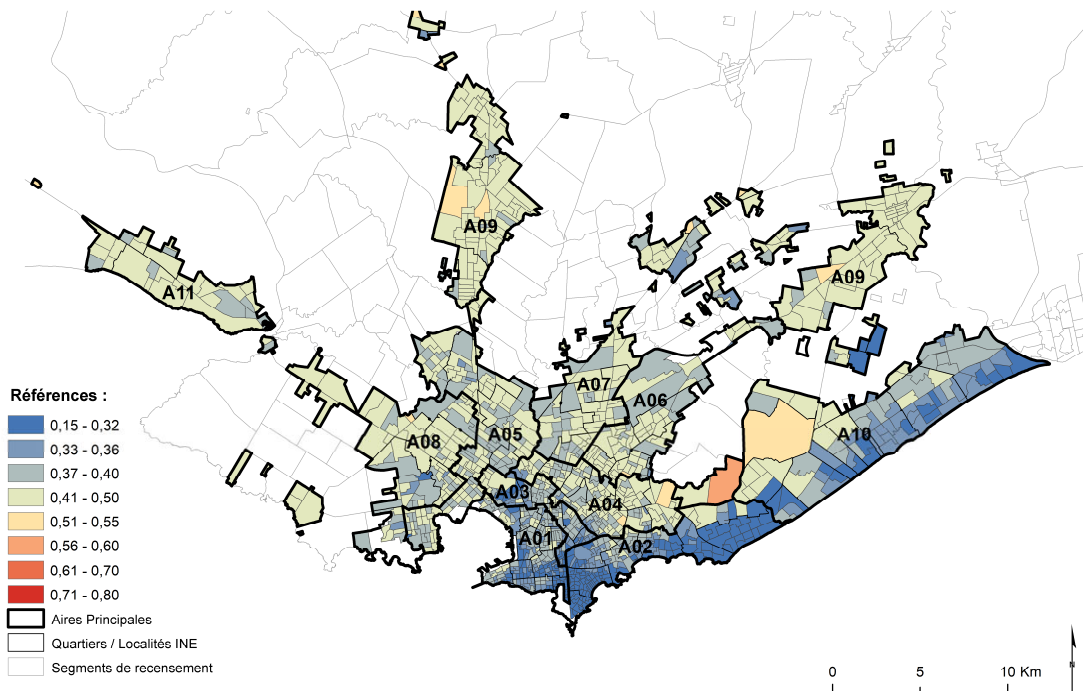 A09
A09
A11
A07
A06
A08
A05
A10
A03
A04
A01
A02
Références :
0,15 - 0,32
0,33 - 0,36
0,37 - 0,40
0,41 - 0,50
0,51 - 0,55
0,56 - 0,60
0,61 - 0,70
0,71 - 0,80
Aires Principales
Quartiers / Localités INE
Segments de recensement
0 5 10 Km
N